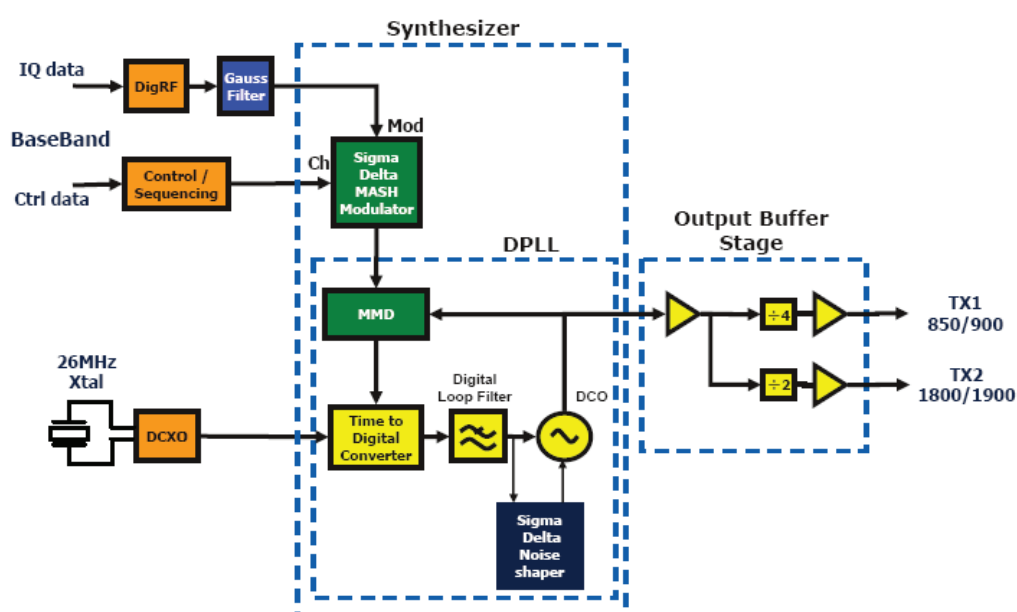 Synthesizer
IQ data
DigRF
Gauss
Filter
Mod
BaseBand
Ch
Sigma
Delta
MASH
Modulator
Control /
Sequencing
Ctrl data
Output Buffer
Stage
DPLL
MMD
÷4
TX1
850/900
26MHz
Xtal
Digital
Loop Filter
DCO
÷2
TX2
1800/1900
DCXO
Time to
Digital
Converter
Sigma
Delta
Noise
shaper